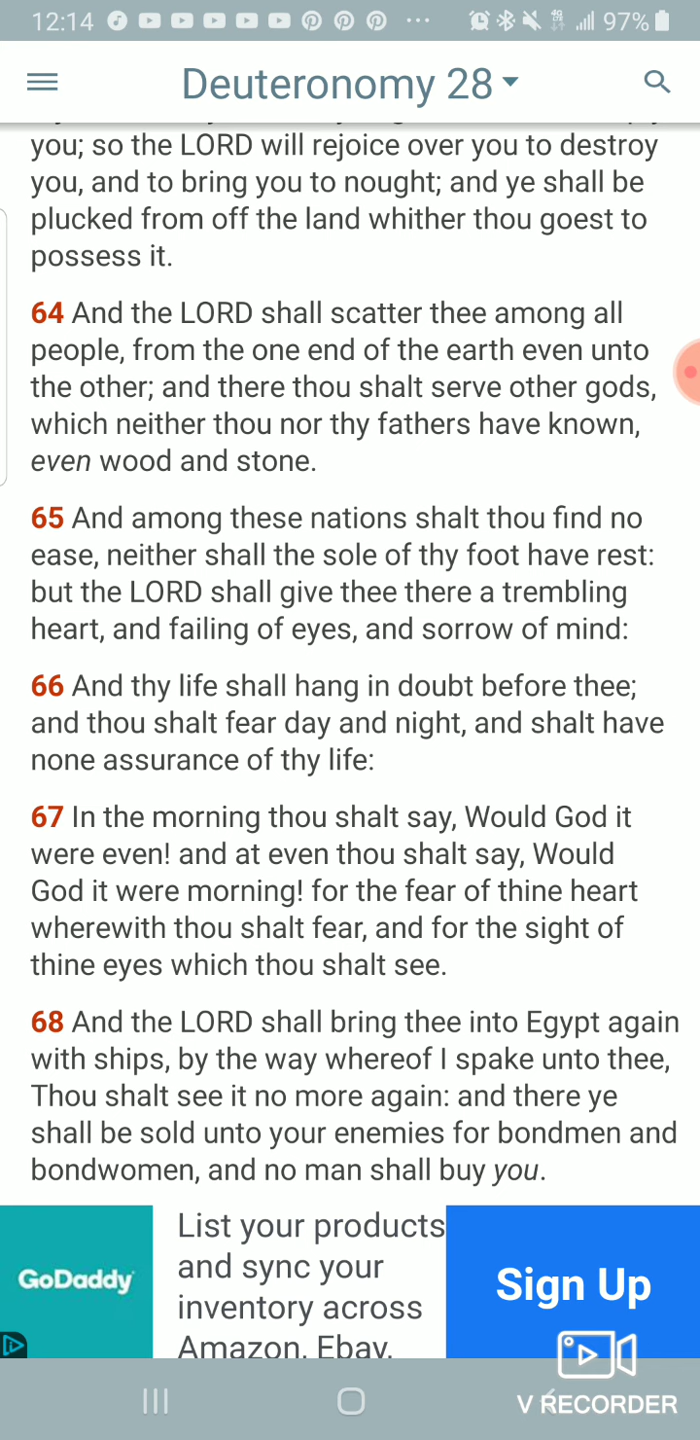 12:14 97%
Deuteronomy 28
you; so the LORD will rejoice over you to destroy
you, and to bring you to nought; and ye shall be
plucked from off the land whither thou goest to
possess it.
64 And the LORD shall scatter thee among all
people, from the one end of the earth even unto
the other; and there thou shalt serve other gods,
which neither thou nor thy fathers have known,
even wood and stone.
65 And among these nations shalt thou find no
ease, neither shall the sole of thy foot have rest:
but the LORD shall give thee there a trembling
heart, and failing of eyes, and sorrow of mind:
66 And thy life shall hang in doubt before thee;
and thou shalt fear day and night, and shalt have
none assurance of thy life:
67 In the morning thou shalt say, Would God it
were even! and at even thou shalt say, Would
God it were morning! for the fear of thine heart
wherewith thou shalt fear, and for the sight of
thine eyes which thou shalt see.
68 And the LORD shall bring thee into Egypt again
with ships, by the way whereof I spake unto thee,
Thou shalt see it no more again: and there ye
shall be sold unto your enemies for bondmen and
bondwomen, and no man shall buy you.
GoDaddy
List your products
and sync your
inventory across
Amazon, Ebay,
Sign Up
V RECORDER